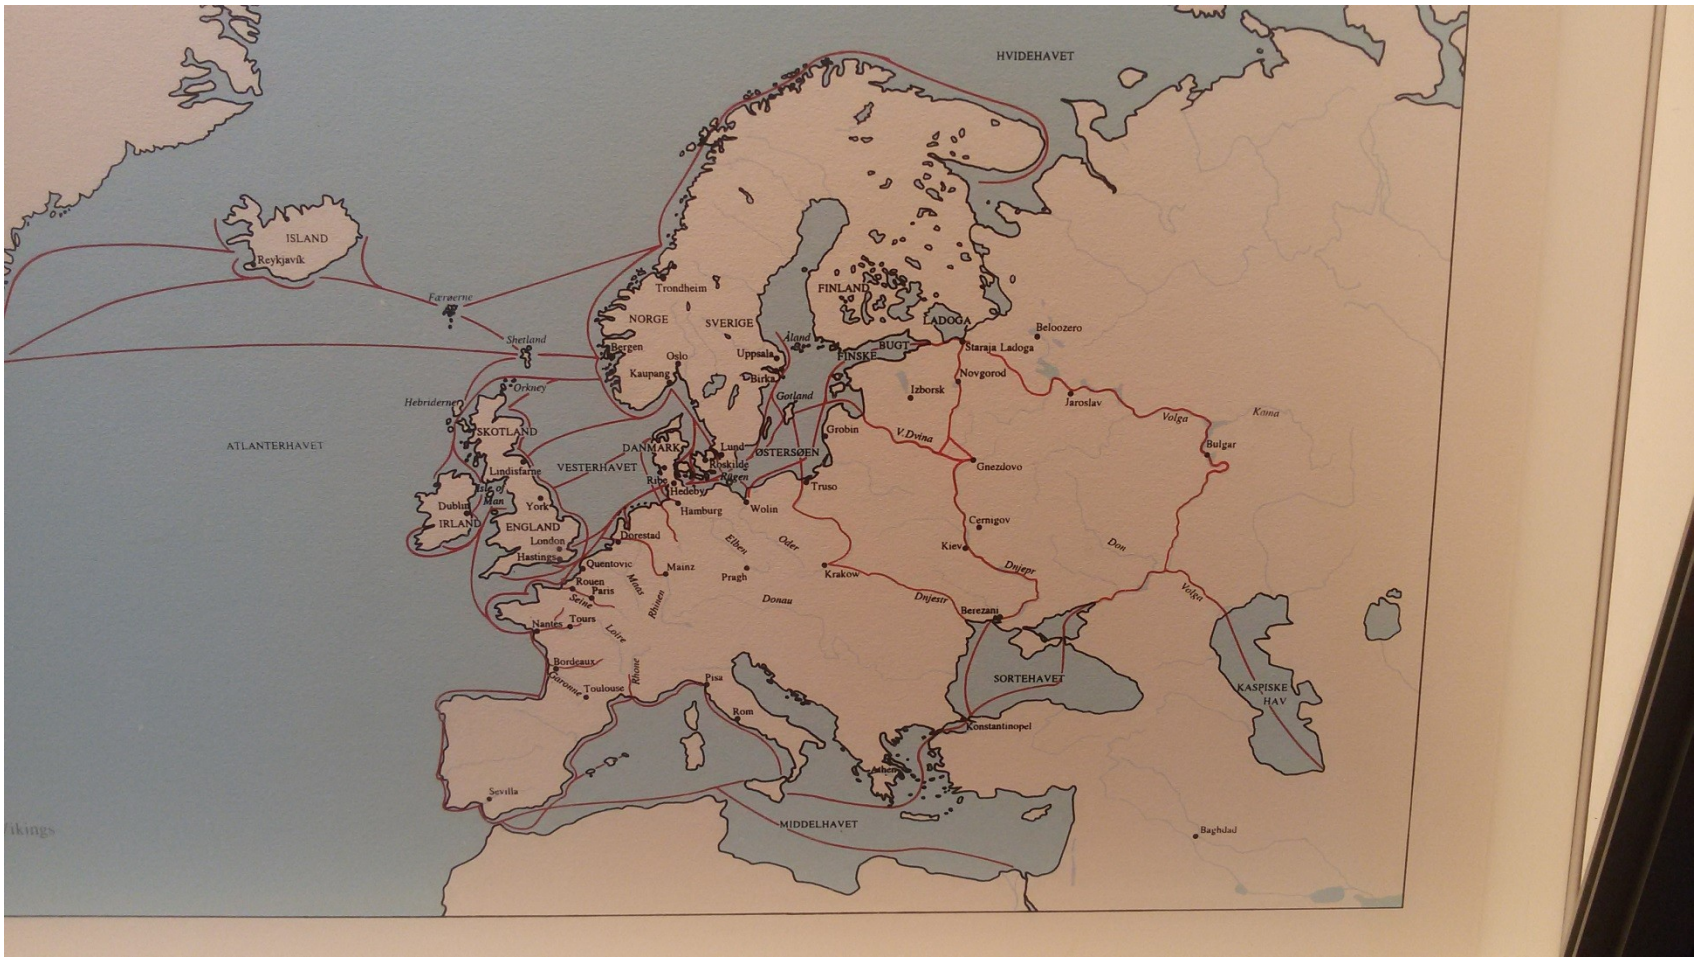 HVIDEHAVET
ISLAND
Reykjavík
Færøerne
Trondheim
FINLAND
NORGE
SVERIGE
LADOGA
Shetland
Bergen
Oslo
Uppsala
Åland
FINSKE
BUGT
Staraja Ladoga
Beloozero
Kaupang
Birka
Novgorod
Orkney
Gotland
Izborsk
Jaroslav
Hebriderne
Volga
Kama
SKOTLAND
Grobin
V.Dvina
Bulgar
ATLANTERHAVET
DANMARK
Lund
ØSTERSØEN
VESTERHAVET
Roskilde
Gnezdovo
Lindisfarne
Ribe
Rügen
Isle of
Man
Hedeby
Truso
Dublin
York
Hamburg
Wolin
IRLAND
ENGLAND
Cernigov
London
Dorestad
Elben
Oder
Kiev
Don
Hastings
Quentovic
Mainz
Pragh
Krakow
Dnjepr
Rouen
Paris
Maas
Rhinen
Seine
Donau
Dnjestr
Volga
Berezani
Nantes
Tours
Loire
Bordeaux
Garonne
Rhone
Toulouse
Pisa
SORTEHAVET
KASPISKE
HAV
Rom
Konstantinopel
Athen
Sevilla
MIDDELHAVET
Vikings
Baghdad